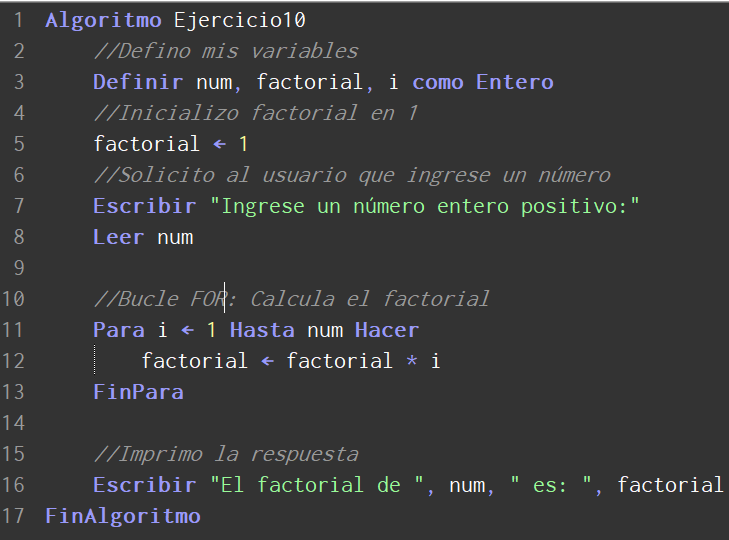 1 Algoritmo Ejercicio10
2 //Defino mis variables
3 Definir num, factorial, i como Entero
4 //Inicializo factorial en 1
5 factorial ← 1
6 //Solicito al usuario que ingrese un número
7 Escribir "Ingrese un número entero positivo:"
8 Leer num
9
10 //Bucle FOR: Calcula el factorial
11 Para i ← 1 Hasta num Hacer
12 factorial ← factorial * i
13 FinPara
14
15 //Imprimo la respuesta
16 Escribir "El factorial de ", num, " es: ", factorial
17 FinAlgoritmo